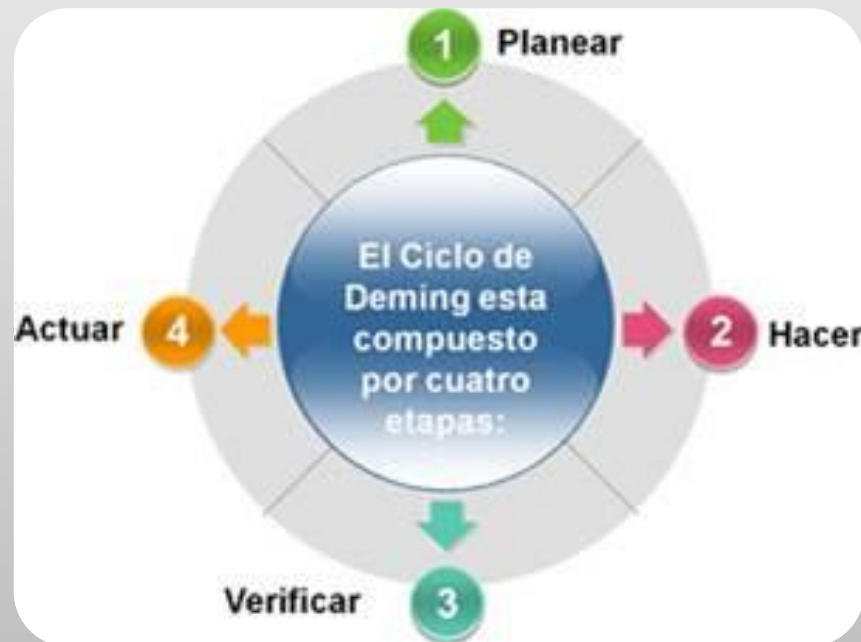 1 Planear
El Ciclo de
Deming esta
compuesto
por cuatro
etapas:
Actuar 4
2 Hacer
Verificar 3